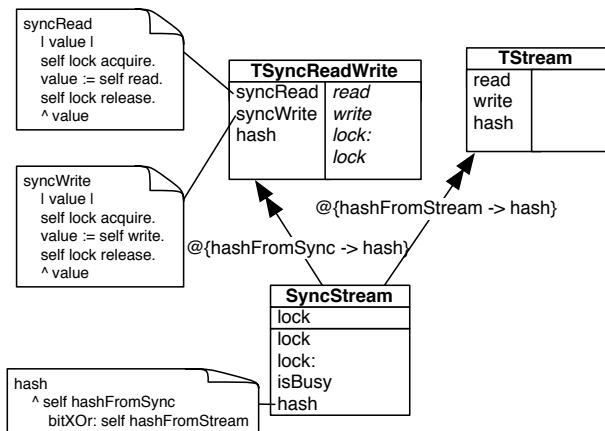 syncRead
| value |
self lock acquire.
value := self read.
self lock release.
^ value
syncWrite
| value |
self lock acquire.
value := self write.
self lock release.
^ value
TSyncReadWrite
syncRead
syncWrite
hash
read
write
lock:
lock
TStream
read
write
hash
@{hashFromStream -> hash}
@{hashFromSync -> hash}
SyncStream
lock
lock
lock:
isBusy
hash
hash
^ self hashFromSync
bitXOr: self hashFromStream